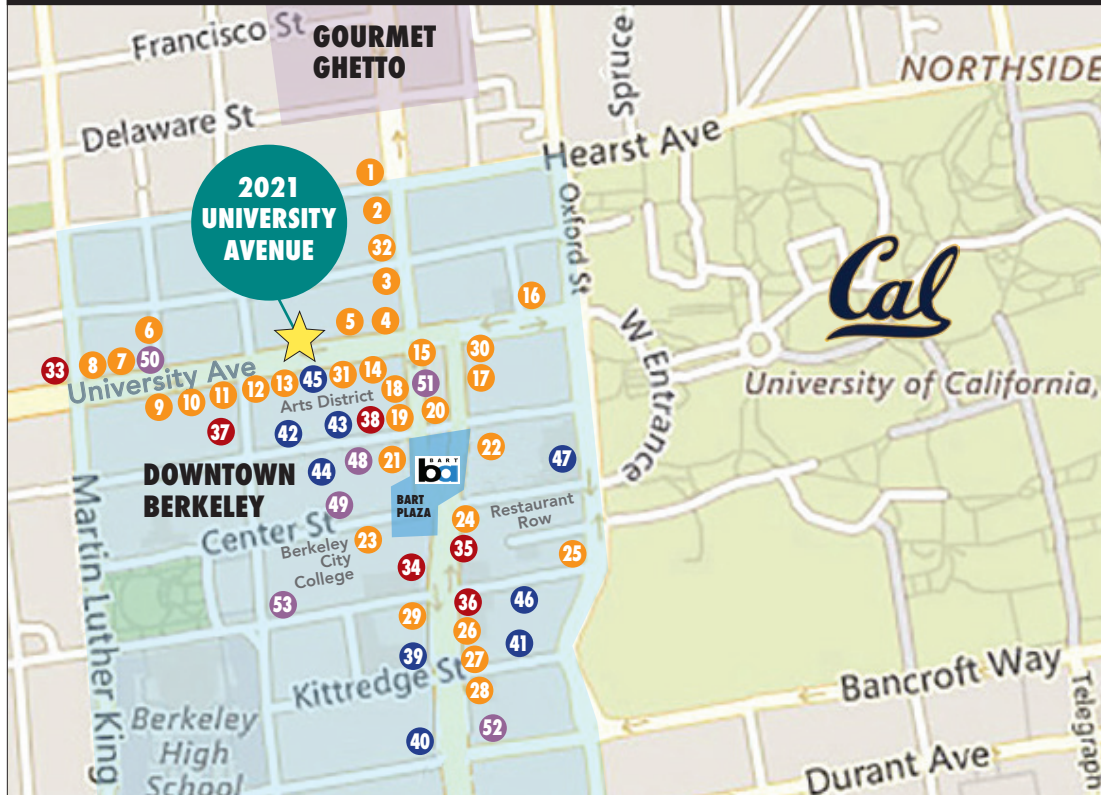 Francisco St
GOURMET
GHETTO
Spruce
NORTHSIDE
Delaware St
Hearst Ave
2021
UNIVERSITY
AVENUE
1
2
32
3
Oxford St
Cal
16
6
5
4
W Entrance
33
8
7
50
15
30
University Ave
University of California,
9
10
11
12
13
45
31
14
18
51
17
Arts District
37
42
43
38
19
20
DOWNTOWN
BERKELEY
44
48
21
BART
ba
22
47
49
BART
PLAZA
Restaurant
Row
Martin Luther King
Center St
24
Berkeley
City
College
23
35
25
34
53
36
46
29
26
41
39
27
Kittredge St
28
Bancroft Way
Telegraph
Berkeley
High
School
40
52
Durant Ave